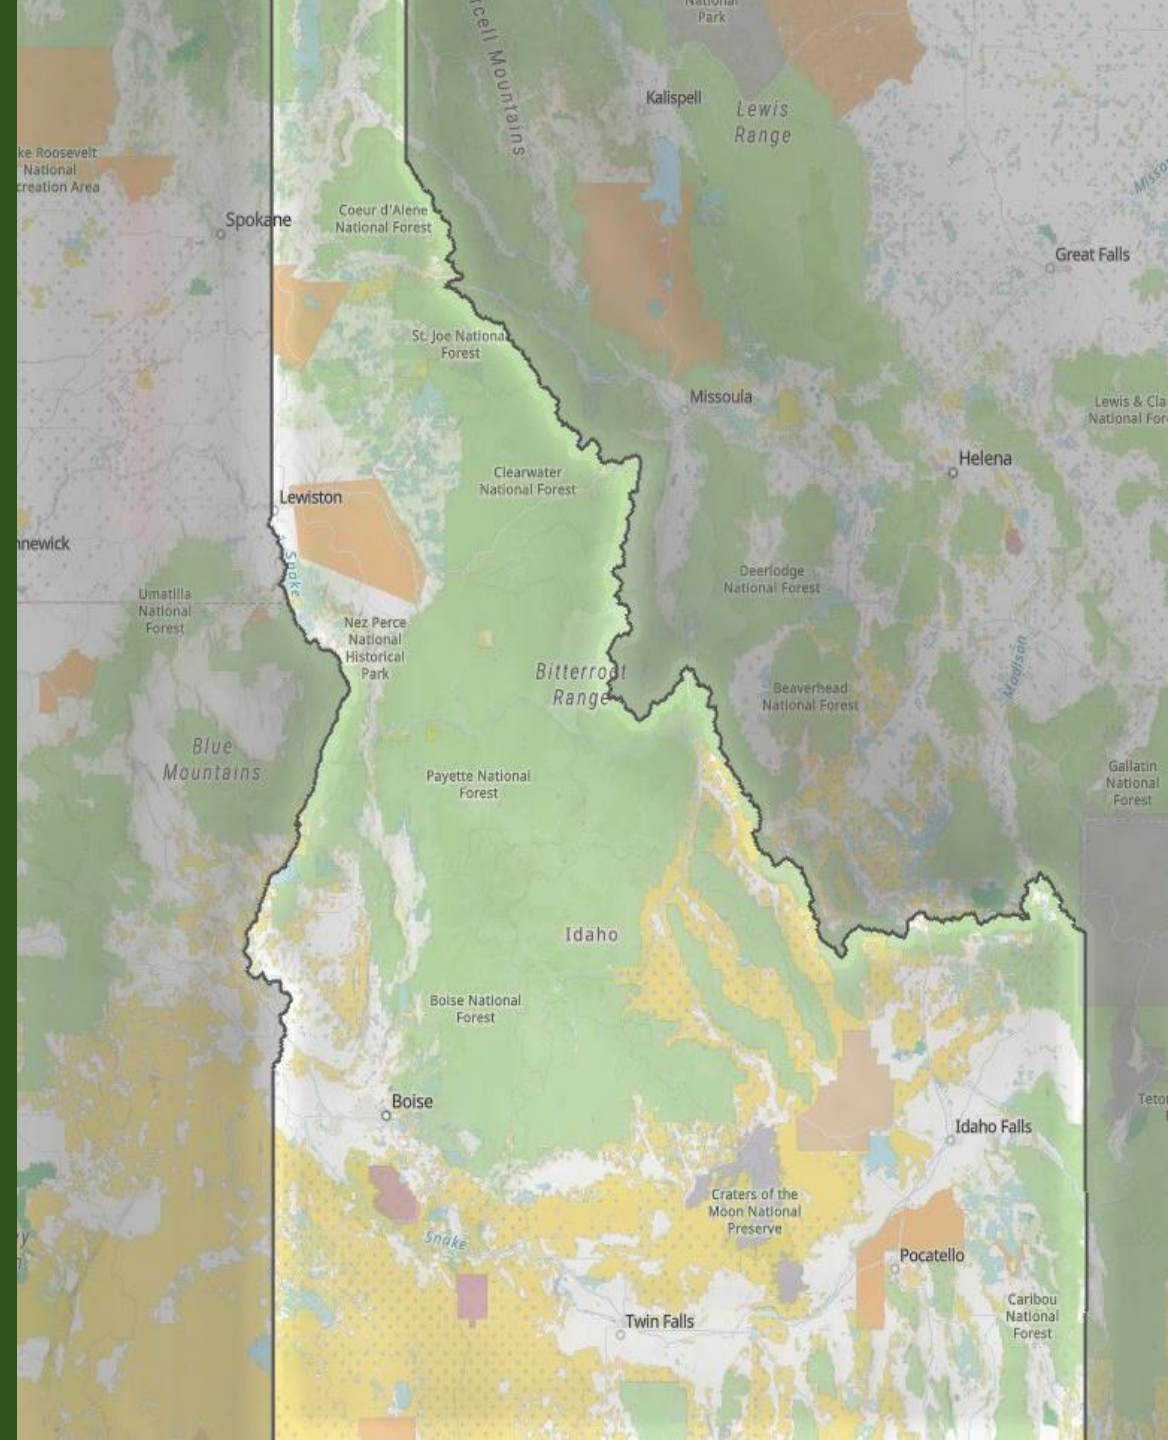 National
Park
rcell Mountains
Kalispell
Lewis
Range
ke Roosevelt
National
creation Area
Misso
Spokane
Coeur d'Alene
National Forest
Great Falls
St. Joe National
Forest
Missoula
Lewis & Cla
National For
Helena
Clearwater
National Forest
Lewiston
nnewick
Snake
Deerlodge
National Forest
Umatilla
National
Forest
Nez Perce
National
Historical
Park
Madison
Bitterroot
Range
Beaverhead
National Forest
Blue
Mountains
Gallatin
National
Forest
Payette National
Forest
Idaho
Boise National
Forest
Boise
Teto
Idaho Falls
Craters of the
Moon National
Preserve
Snake
Pocatello
Caribou
National
Forest
Twin Falls